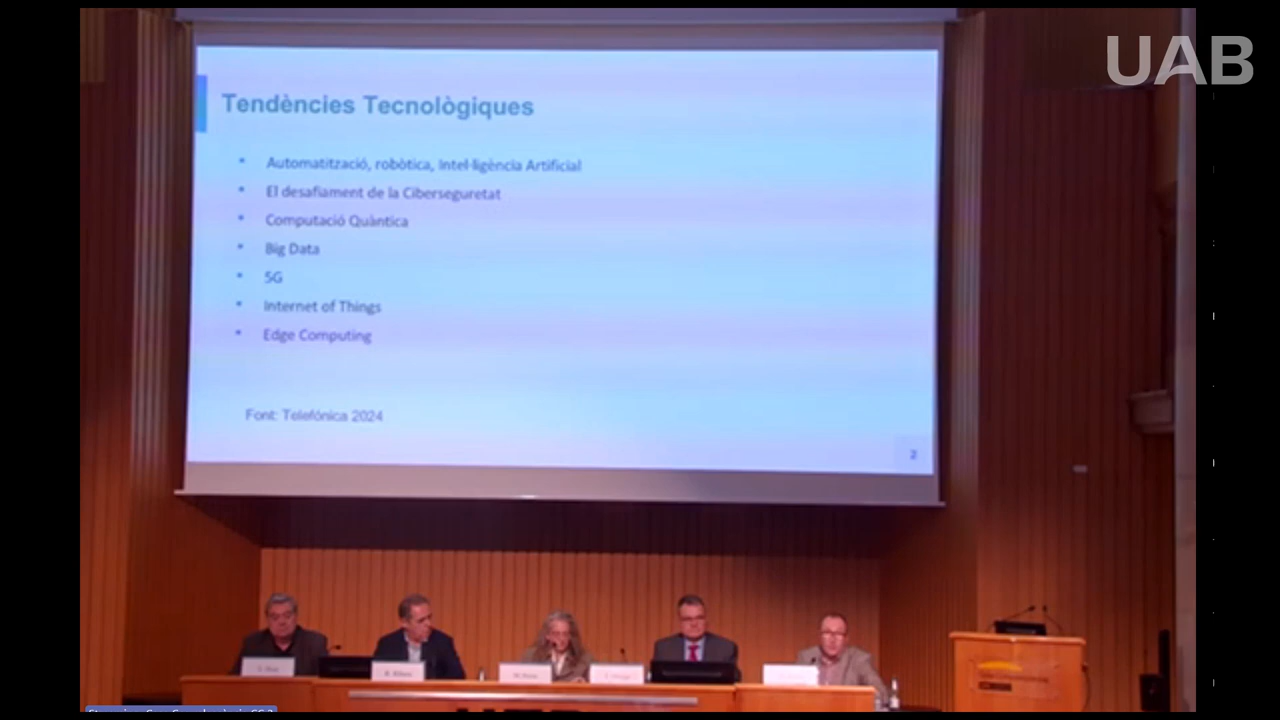 UAB
Tendències Tecnològiques
• Automatització, robòtica, Intel·ligència Artificial
• El desafiament de la Ciberseguretat
• Computació Quàntica
• Big Data
• 5G
• Internet of Things
• Edge Computing
Font: Telefónica 2024
2